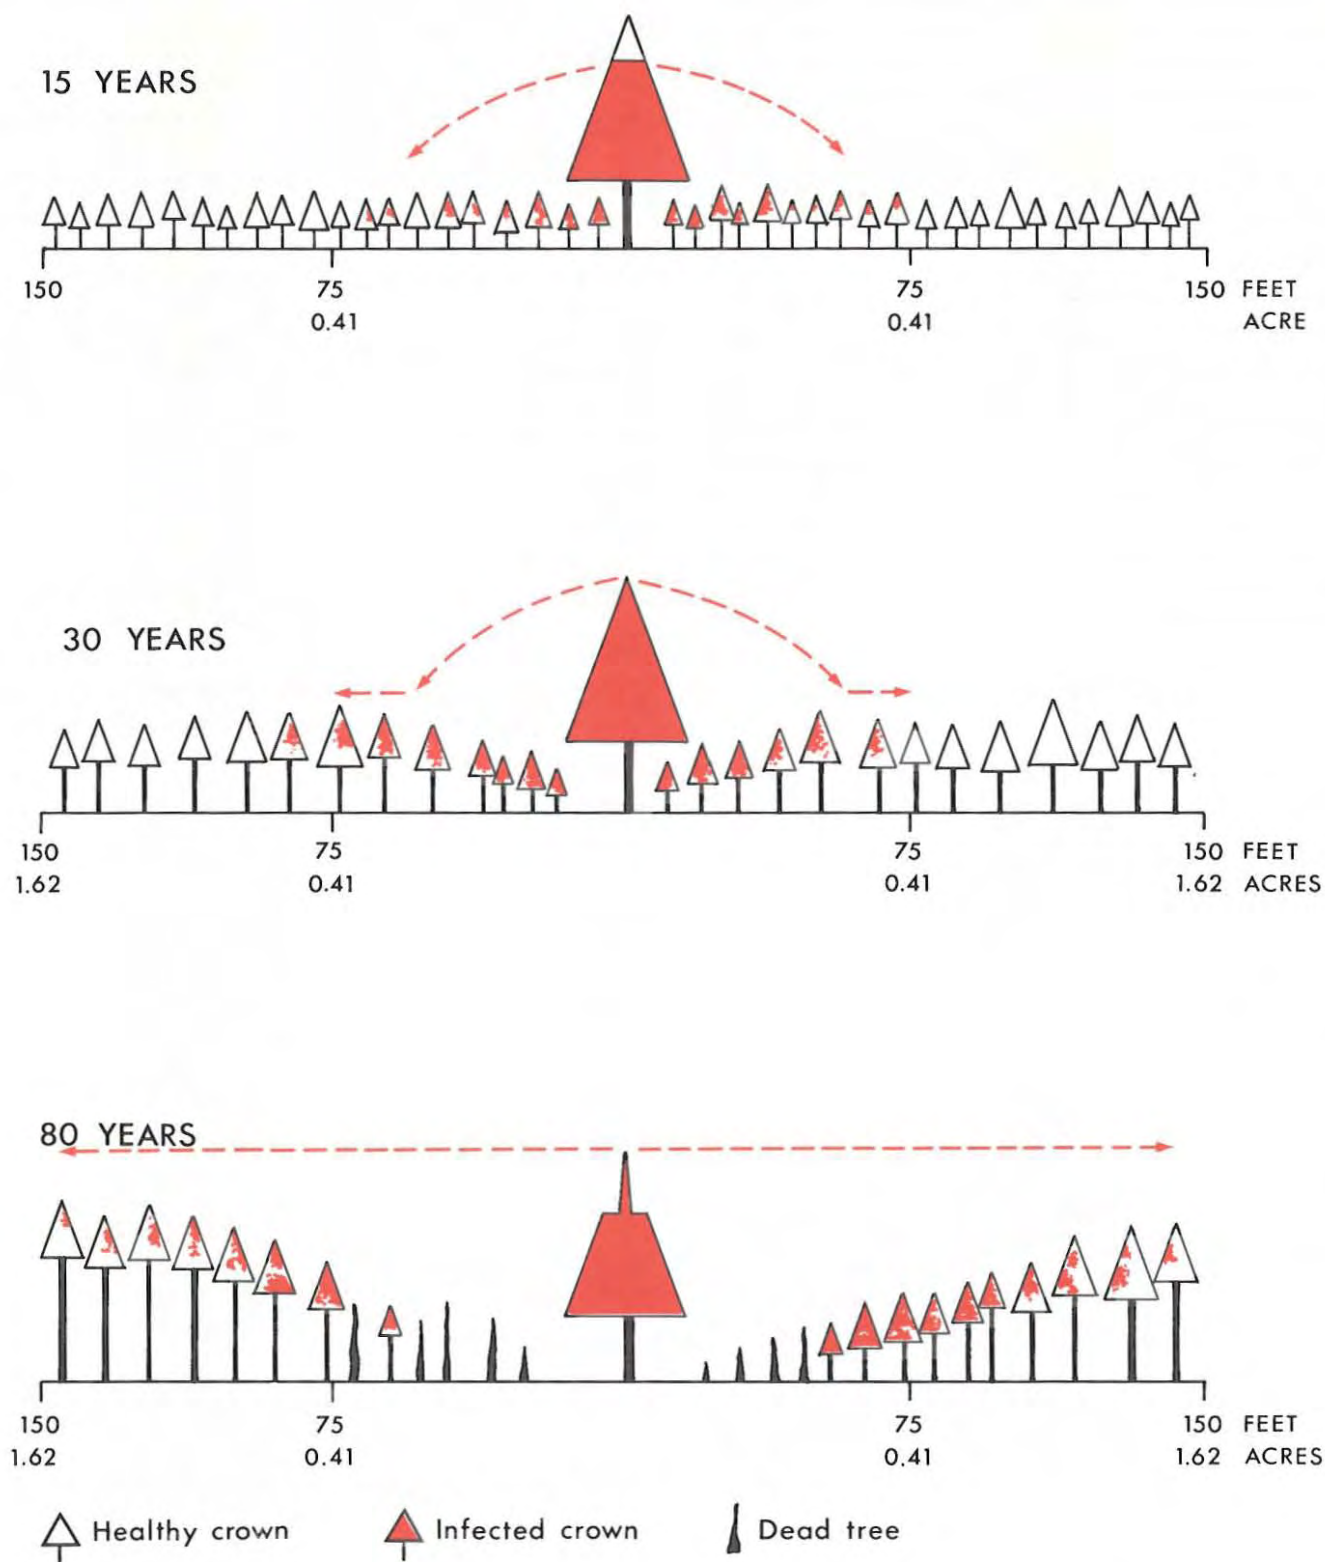 15 YEARS
150 75 75 150 FEET
0.41 0.41 ACRE
30 YEARS
150 75 75 150 FEET
1.62 0.41 0.41 1.62 ACRES
80 YEARS
150 75 75 150 FEET
1.62 0.41 0.41 1.62 ACRES
Healthy crown Infected crown Dead tree